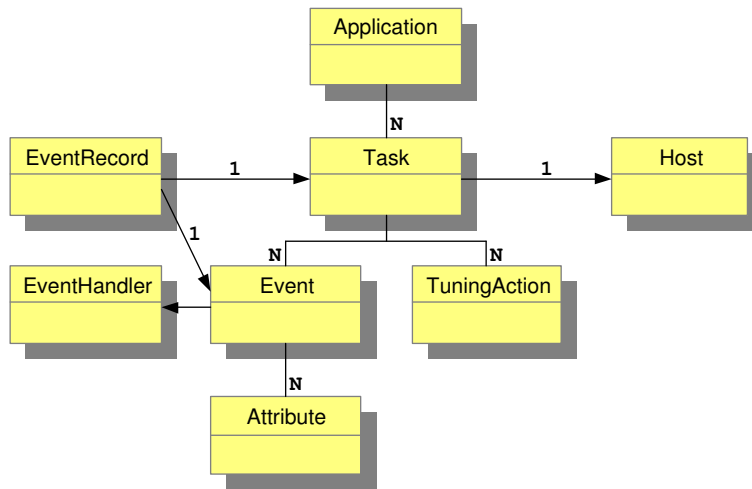 Application
N
EventRecord
1
Task
1
Host
1
N
N
EventHandler
Event
TuningAction
N
Attribute